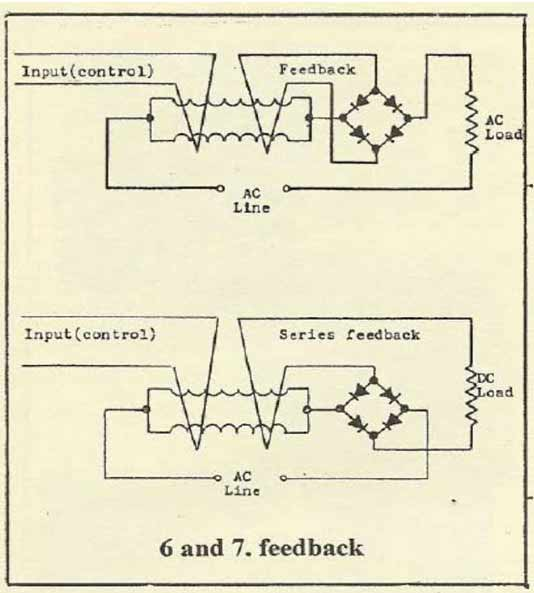 Input(control)
Feedback
AC
Load
AC
Line
Input(control)
Series feedback
DC
Load
AC
Line
6 and 7. feedback